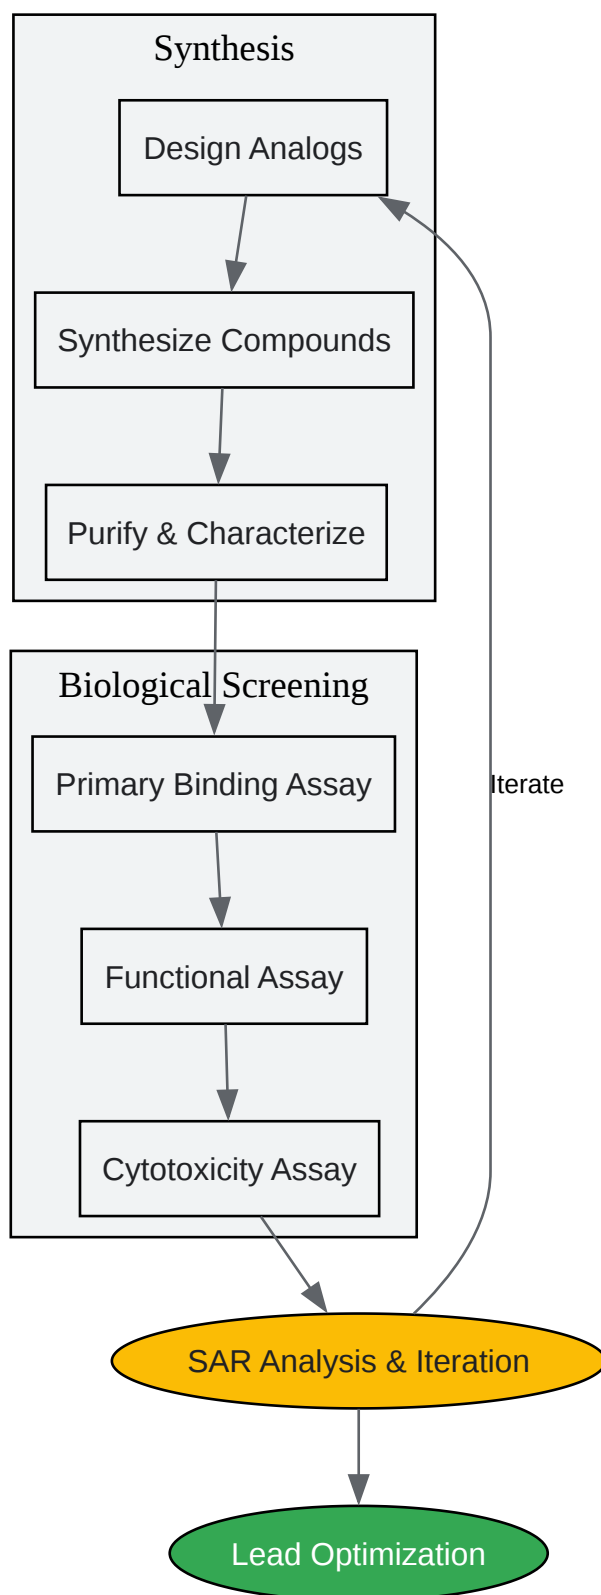 Synthesis
Design Analogs
Synthesize Compounds
Purify & Characterize
Biological Screening
Primary Binding Assay
Iterate
Functional Assay
Cytotoxicity Assay
SAR Analysis & Iteration
Lead Optimization